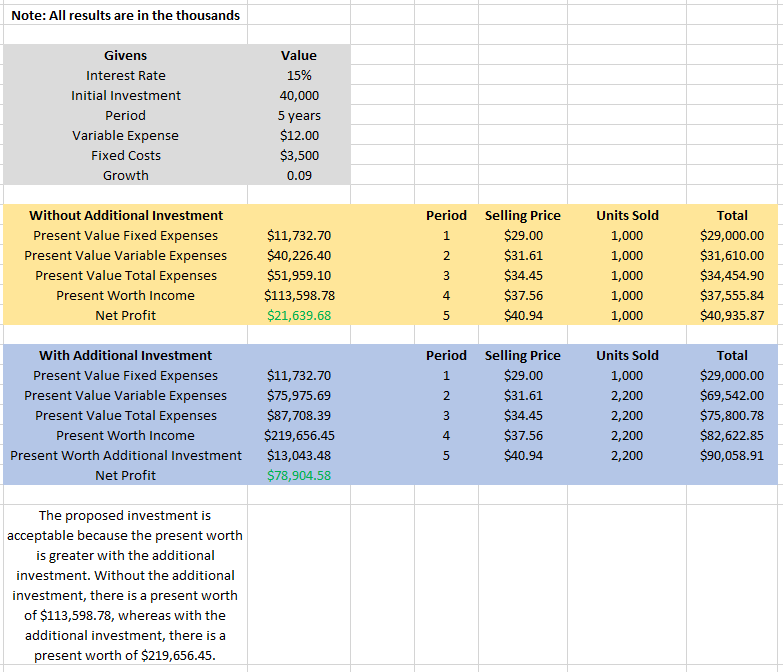 Note: All results are in the thousands
Givens Value
Interest Rate 15%
Initial Investment 40,000
Period 5 years
Variable Expense $12.00
Fixed Costs $3,500
Growth 0.09
Without Additional Investment Period Selling Price Units Sold Total
Present Value Fixed Expenses $11,732.70 1 $29.00 1,000 $29,000.00
Present Value Variable Expenses $40,226.40 2 $31.61 1,000 $31,610.00
Present Value Total Expenses $51,959.10 3 $34.45 1,000 $34,454.90
Present Worth Income $113,598.78 4 $37.56 1,000 $37,555.84
Net Profit $21,639.68 5 $40.94 1,000 $40,935.87
With Additional Investment Period Selling Price Units Sold Total
Present Value Fixed Expenses $11,732.70 1 $29.00 1,000 $29,000.00
Present Value Variable Expenses $75,975.69 2 $31.61 2,200 $69,542.00
Present Value Total Expenses $87,708.39 3 $34.45 2,200 $75,800.78
Present Worth Income $219,656.45 4 $37.56 2,200 $82,622.85
Present Worth Additional Investment $13,043.48 5 $40.94 2,200 $90,058.91
Net Profit $78,904.58
The proposed investment is
acceptable because the present worth
is greater with the additional
investment. Without the additional
investment, there is a present worth
of $113,598.78, whereas with the
additional investment, there is a
present worth of $219,656.45.